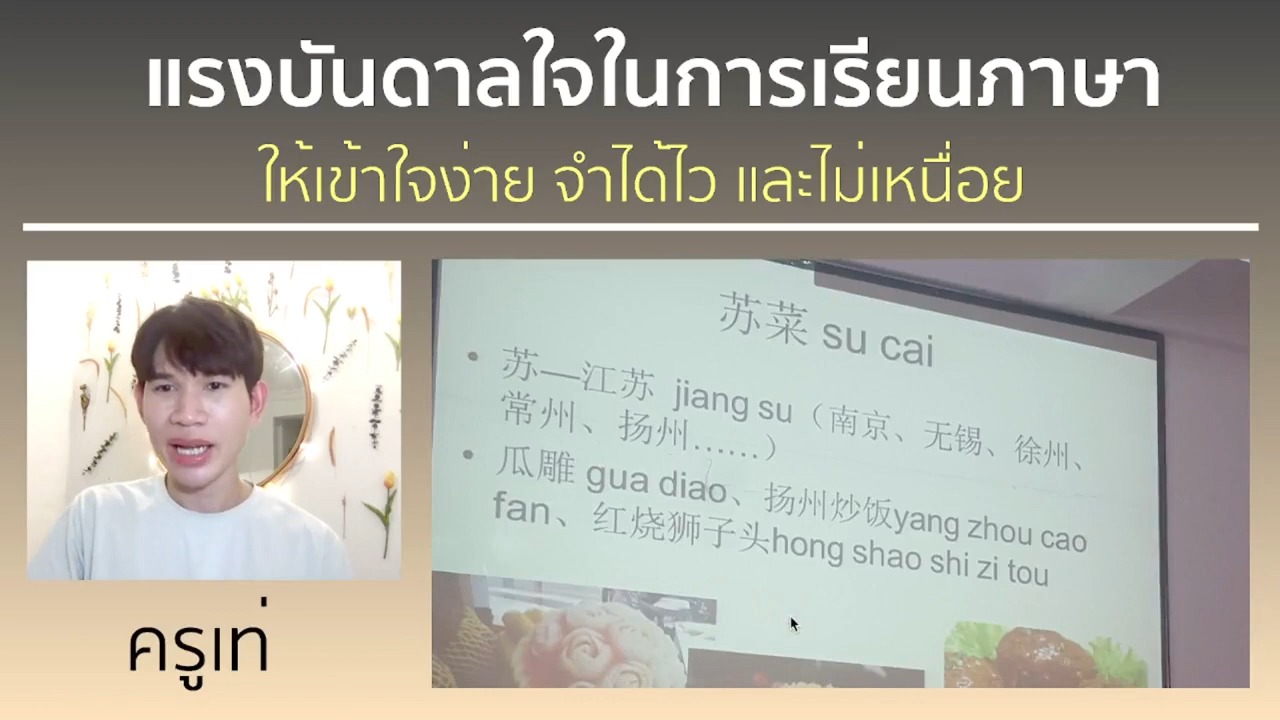 แรงบันดาลใจในการเรียนภาษา
ให้เข้าใจง่าย จำได้ไว และไม่เหนื่อย
苏菜 su cai
• 苏—江苏 jiang su（南京、无锡、徐州、
常州、扬州……）
• 瓜雕 gua diao、扬州炒饭yang zhou cao
fan、红烧狮子头hong shao shi zi tou
ครูเท่